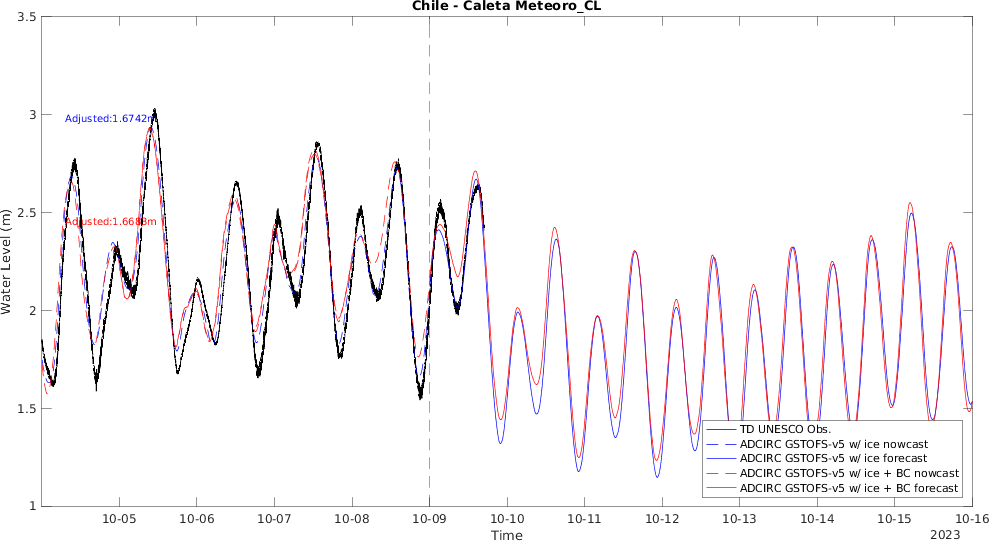 Chile - Caleta Meteoro_CL
3.5
3
2.5
2
1.5
1
Water Level (m)
Adjusted:1.6742m
Adjusted:1.6683m
TD UNESCO Obs.
ADCIRC GSTOFS-v5 w/ ice nowcast
ADCIRC GSTOFS-v5 w/ ice forecast
ADCIRC GSTOFS-v5 w/ ice + BC nowcast
ADCIRC GSTOFS-v5 w/ ice + BC forecast
10-05 10-06 10-07 10-08 10-09 10-10 10-11 10-12 10-13 10-14 10-15 10-16
Time
2023